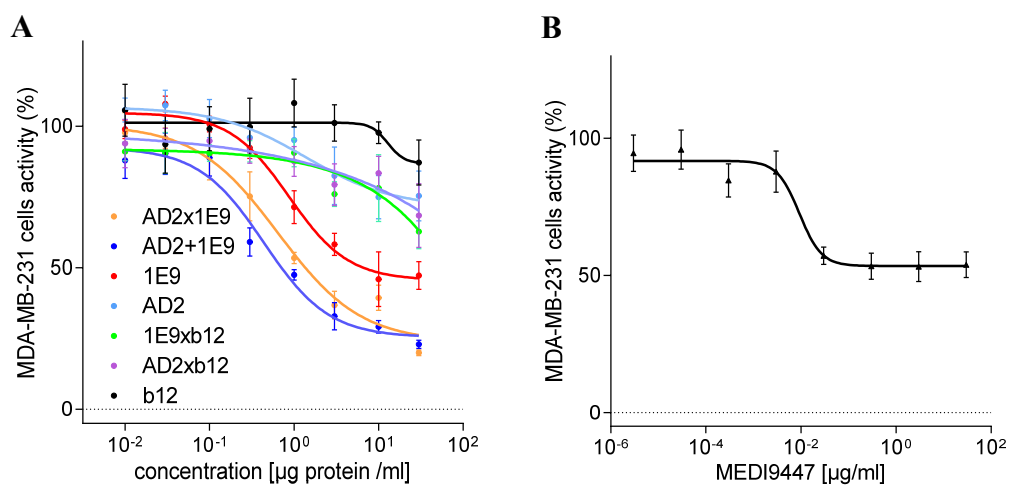 A
MDA-MB-231 cells activity (%)
100
50
0
AD2x1E9
AD2+1E9
1E9
AD2
1E9xb12
AD2xb12
b12
10-2
10-1
100
101
102
concentration [µg protein /ml]
B
MDA-MB-231 cells activity (%)
100
50
0
10-6
10-4
10-2
100
102
MEDI9447 [µg/ml]